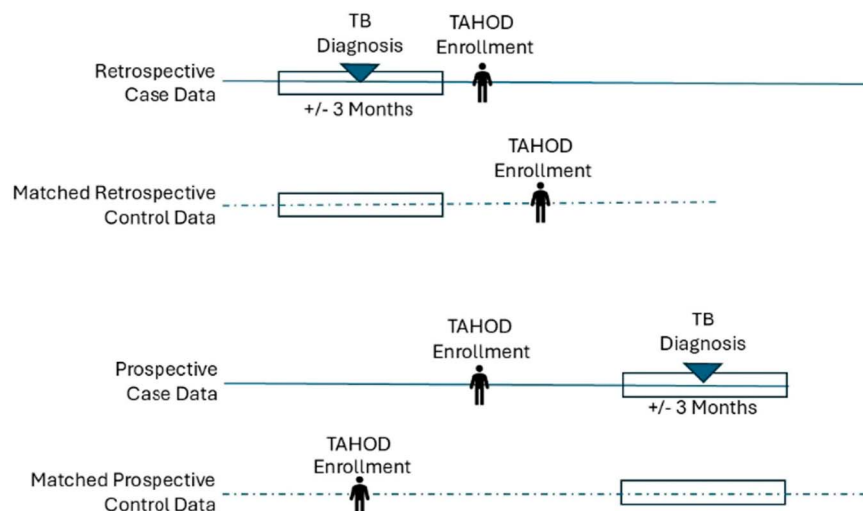 TB
Diagnosis
TAHOD
Enrollment
Retrospective
Case Data
+/- 3 Months
TAHOD
Enrollment
Matched Retrospective
Control Data
TAHOD
Enrollment
TB
Diagnosis
Prospective
Case Data
+/- 3 Months
TAHOD
Enrollment
Matched Prospective
Control Data